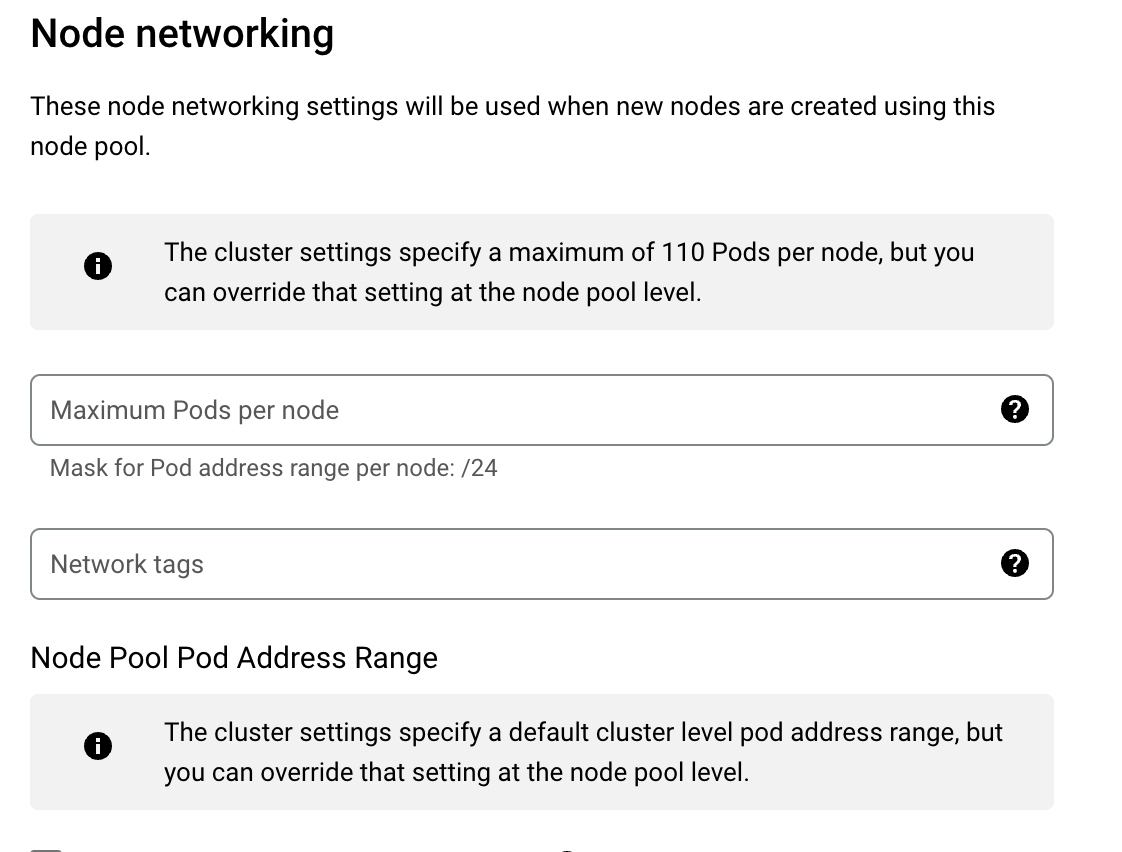 Node networking
These node networking settings will be used when new nodes are created using this
node pool.
The cluster settings specify a maximum of 110 Pods per node, but you
can override that setting at the node pool level.
Maximum Pods per node
Mask for Pod address range per node: /24
Network tags
Node Pool Pod Address Range
The cluster settings specify a default cluster level pod address range, but
you can override that setting at the node pool level.